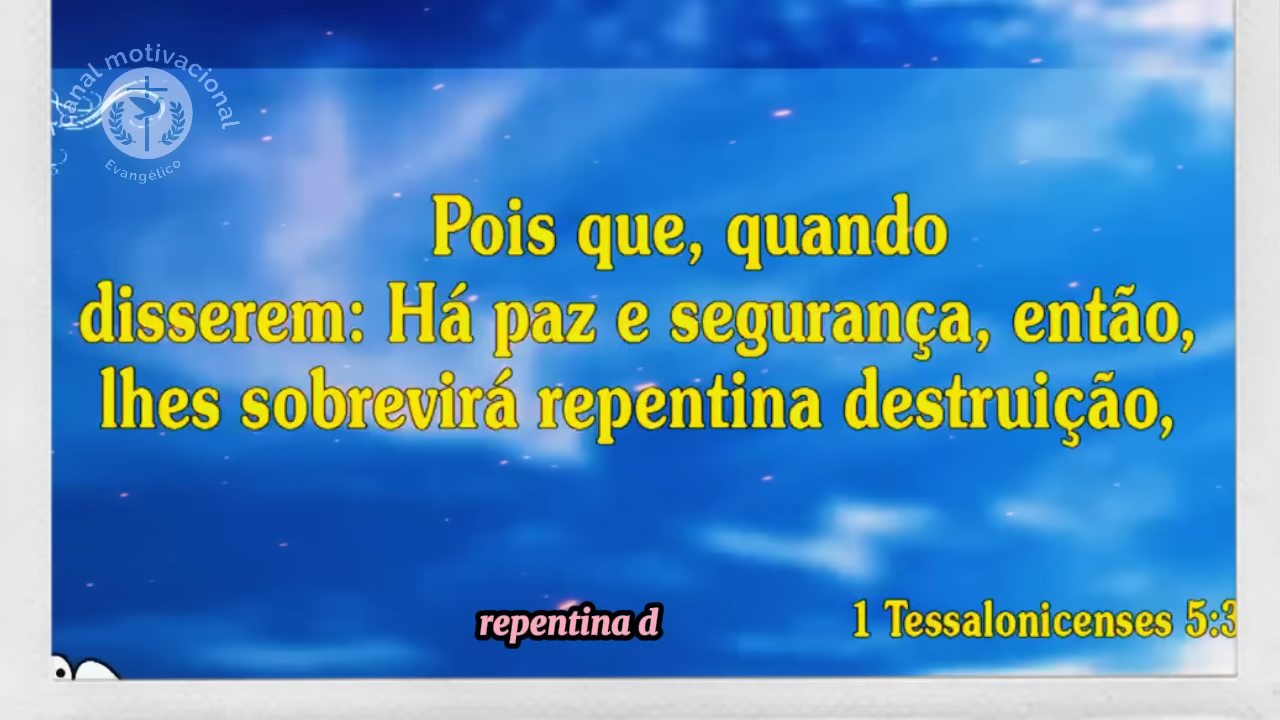 Canal motivacional
Evangélico
Pois que, quando
disserem: Há paz e segurança, então,
lhes sobrevirá repentina destruição,
repentina d
1 Tessalonicenses 5:3